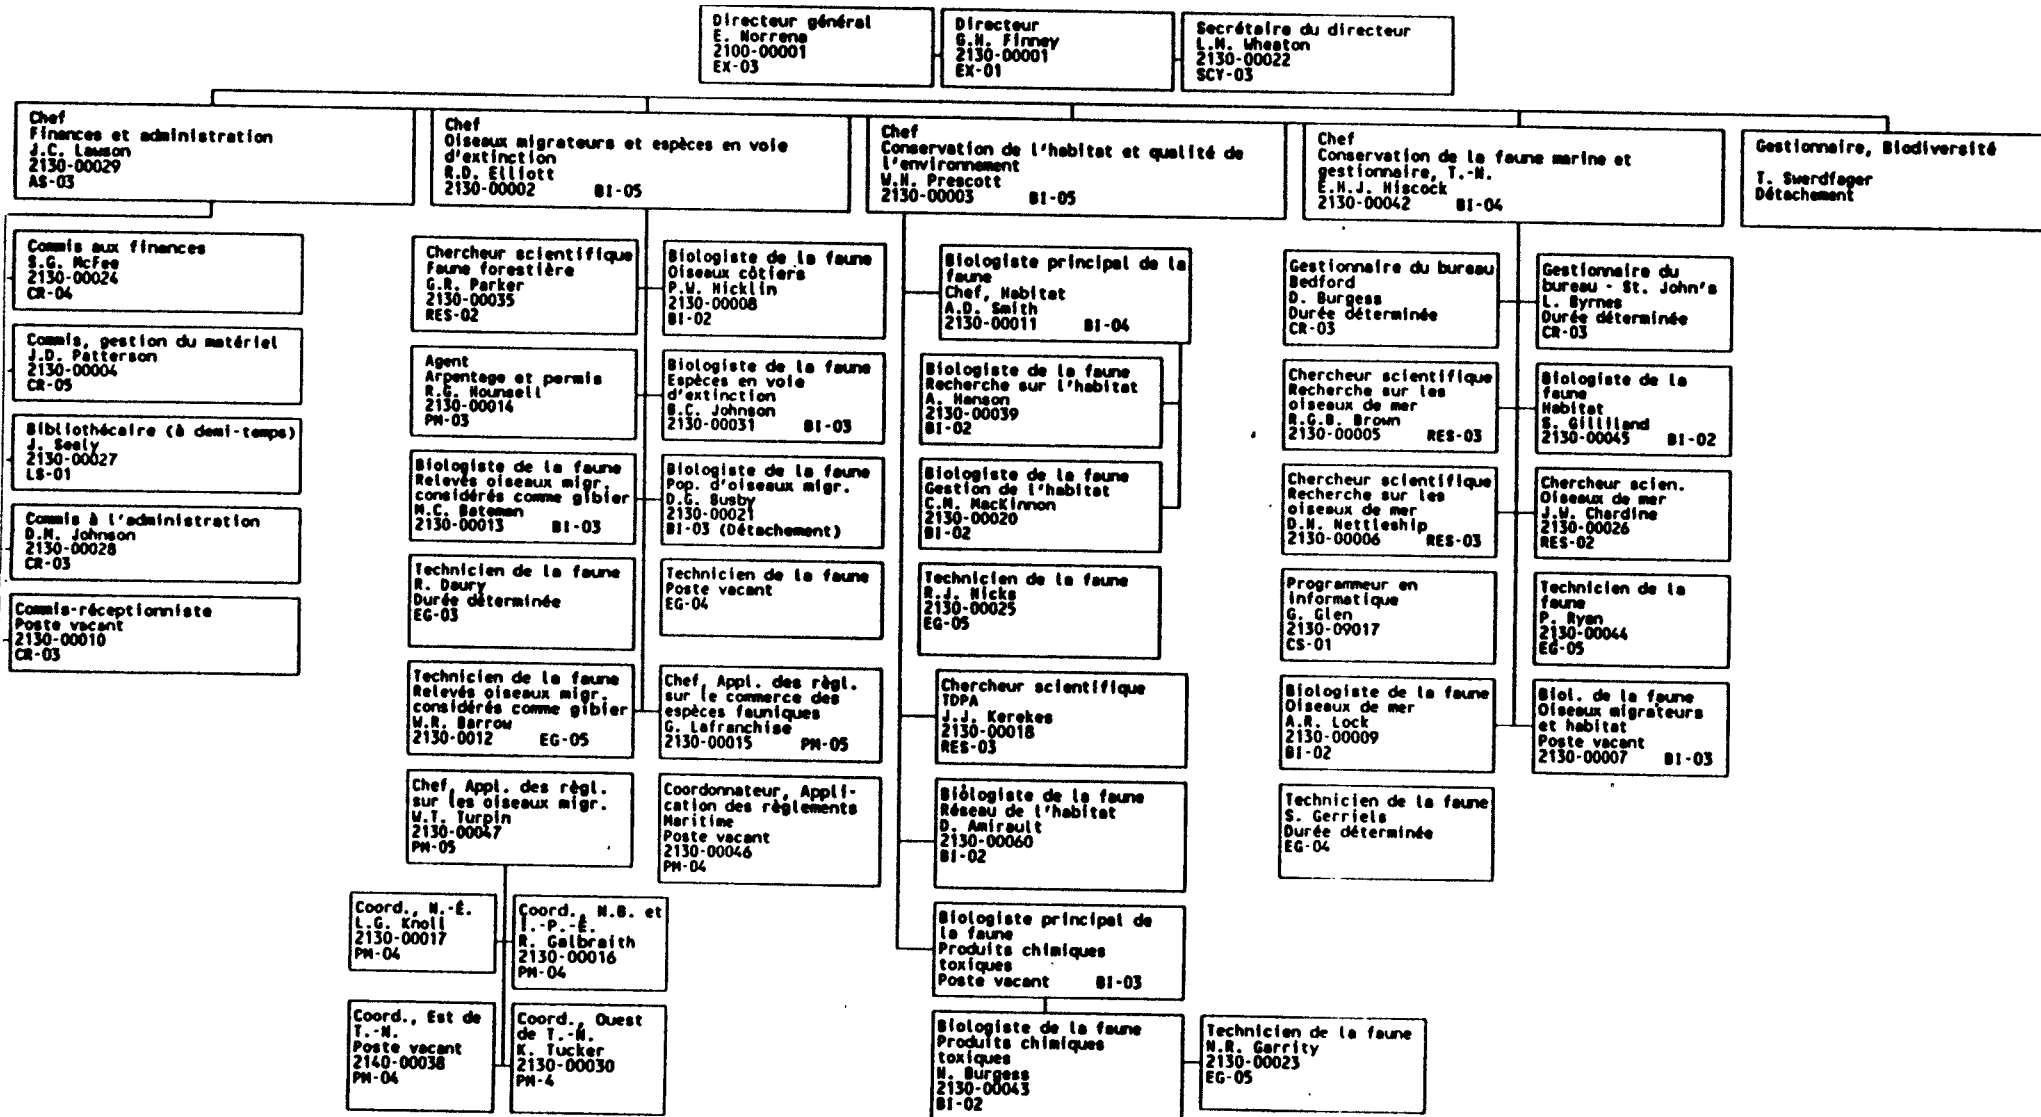 Directeur général
E. Norrena
2100-00001
EX-03
Directeur
G.H. Finney
2130-00001
EX-01
Secrétaire du directeur
L.M. Wheaton
2130-00022
SCY-03
Chef
Finances et administration
J.C. Lawson
2130-00029
AS-03
Chef
Oiseaux migrateurs et espèces en voie
d'extinction
R.D. Elliott
2130-00002 BI-05
Chef
Conservation de l'habitat et qualité de
l'environnement
W.H. Prescott
2130-00003 BI-05
Chef
Conservation de la faune marine et
gestionnaire, T.-N.
E.H.J. Hiscock
2130-00042 BI-04
Gestionnaire, Biodiversité
T. Swerdfager
Détachement
Commis aux finances
S.G. McFee
2130-00024
CR-04
Commis, gestion du matériel
J.D. Patterson
2130-00004
CR-05
Bibliothécaire (à demi-temps)
J. Sealy
2130-00027
LS-01
Commis à l'administration
D.M. Johnson
2130-00028
CR-03
Commis-réceptionniste
Poste vacant
2130-00010
CR-03
Chercheur scientifique
Faune forestière
G.R. Parker
2130-00035
RES-02
Biologiste de la faune
Oiseaux côtiers
P.W. Hicklin
2130-00008
BI-02
Agent
Arpentage et permis
R.G. Hounsell
2130-00014
PM-03
Biologiste de la faune
Espèces en voie
d'extinction
B.C. Johnson
2130-00031 BI-03
Biologiste de la faune
Relevés oiseaux migr.
considérés comme gibier
M.C. Bateman
2130-00013 BI-03
Biologiste de la faune
Pop. d'oiseaux migr.
D.G. Busby
2130-00021
BI-03 (Détachement)
Technicien de la faune
R. Daury
Durée déterminée
EG-03
Technicien de la faune
Poste vacant
EG-04
Technicien de la faune
Relevés oiseaux migr.
considérés comme gibier
W.R. Barrow
2130-0012 EG-05
Chef, Appl. des règl.
sur le commerce des
espèces fauniques
G. Lafranchise
2130-00015 PM-05
Chef, Appl. des règl.
sur les oiseaux migr.
W.T. Turpin
2130-00047
PM-05
Coordonnateur, Appli-
cation des règlements
Maritime
Poste vacant
2130-00046
PM-04
Coord., N.-É.
L.G. Knoll
2130-00017
PM-04
Coord., N.B. et
Î.-P.-É.
R. Galbraith
2130-00016
PM-04
Coord., Est de
T.-N.
Poste vacant
2140-00038
PM-04
Coord., Ouest
de T.-N.
K. Tucker
2130-00030
PM-4
Biologiste principal de la
faune
Chef, Habitat
A.D. Smith
2130-00011 BI-04
Biologiste de la faune
Recherche sur l'habitat
A. Hanson
2130-00039
BI-02
Biologiste de la faune
Gestion de l'habitat
C.M. MacKinnon
2130-00020
BI-02
Technicien de la faune
R.J. Hicks
2130-00025
EG-05
Chercheur scientifique
TDPA
J.J. Kerekes
2130-00018
RES-03
Biologiste de la faune
Réseau de l'habitat
D. Amirault
2130-00060
BI-02
Biologiste principal de
la faune
Produits chimiques
toxiques
Poste vacant BI-03
Biologiste de la faune
Produits chimiques
toxiques
N. Burgess
2130-00043
BI-02
Technicien de la faune
N.R. Garrity
2130-00023
EG-05
Gestionnaire du bureau
Bedford
D. Burgess
Durée déterminée
CR-03
Gestionnaire du
bureau - St. John's
L. Byrnes
Durée déterminée
CR-03
Chercheur scientifique
Recherche sur les
oiseaux de mer
R.G.B. Brown
2130-00005 RES-03
Biologiste de la
faune
Habitat
S. Gilliland
2130-00045 BI-02
Chercheur scientifique
Recherche sur les
oiseaux de mer
D.N. Nettleship
2130-00006 RES-03
Chercheur scien.
Oiseaux de mer
J.W. Chardine
2130-00026
RES-02
Programmeur en
informatique
G. Glen
2130-09017
CS-01
Technicien de la
faune
P. Ryan
2130-00044
EG-05
Biologiste de la faune
Oiseaux de mer
A.R. Lock
2130-00009
BI-02
Biol. de la faune
Oiseaux migrateurs
et habitat
Poste vacant
2130-00007 BI-03
Technicien de la faune
S. Gerriels
Durée déterminée
EG-04